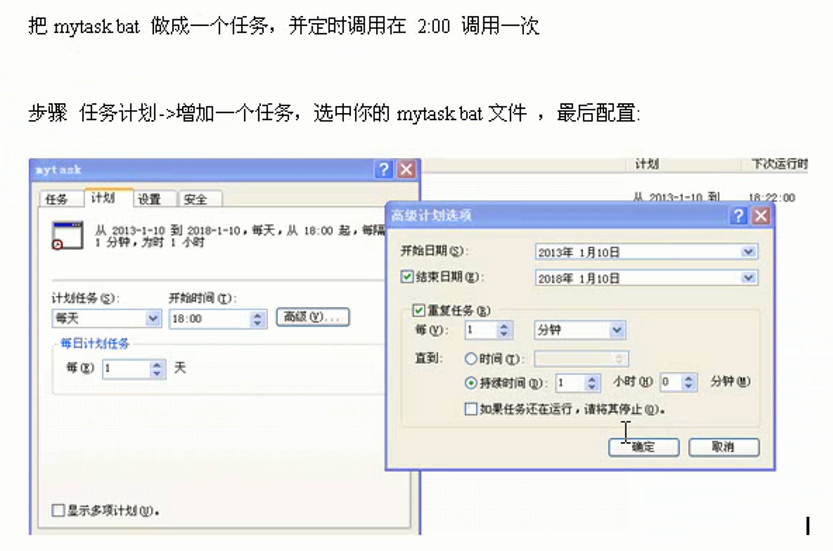 把 mytask.bat 做成一个任务，并定时调用在 2:00 调用一次
步骤 任务计划->增加一个任务，选中你的 mytask.bat 文件 ，最后配置:
mytask
任务 计划 设置 安全
从 2013-1-10 到 2018-1-10，每天，从 18:00 起，每隔
1 分钟，为时 1 小时
计划任务(S): 开始时间(T):
每天 18:00 高级(V)...
每日计划任务
每(E) 1 天
显示多项计划(U)。
计划 下次运行时
从 2013-1-10 到 18:22:00
高级计划选项
开始日期(S): 2013年 1月10日
结束日期(E): 2018年 1月10日
重复任务(R)
每(V): 1 分钟
直到: 时间(T):
持续时间(D): 1 小时(H) 0 分钟(M)
如果任务还在运行，请将其停止(O)。
确定 取消